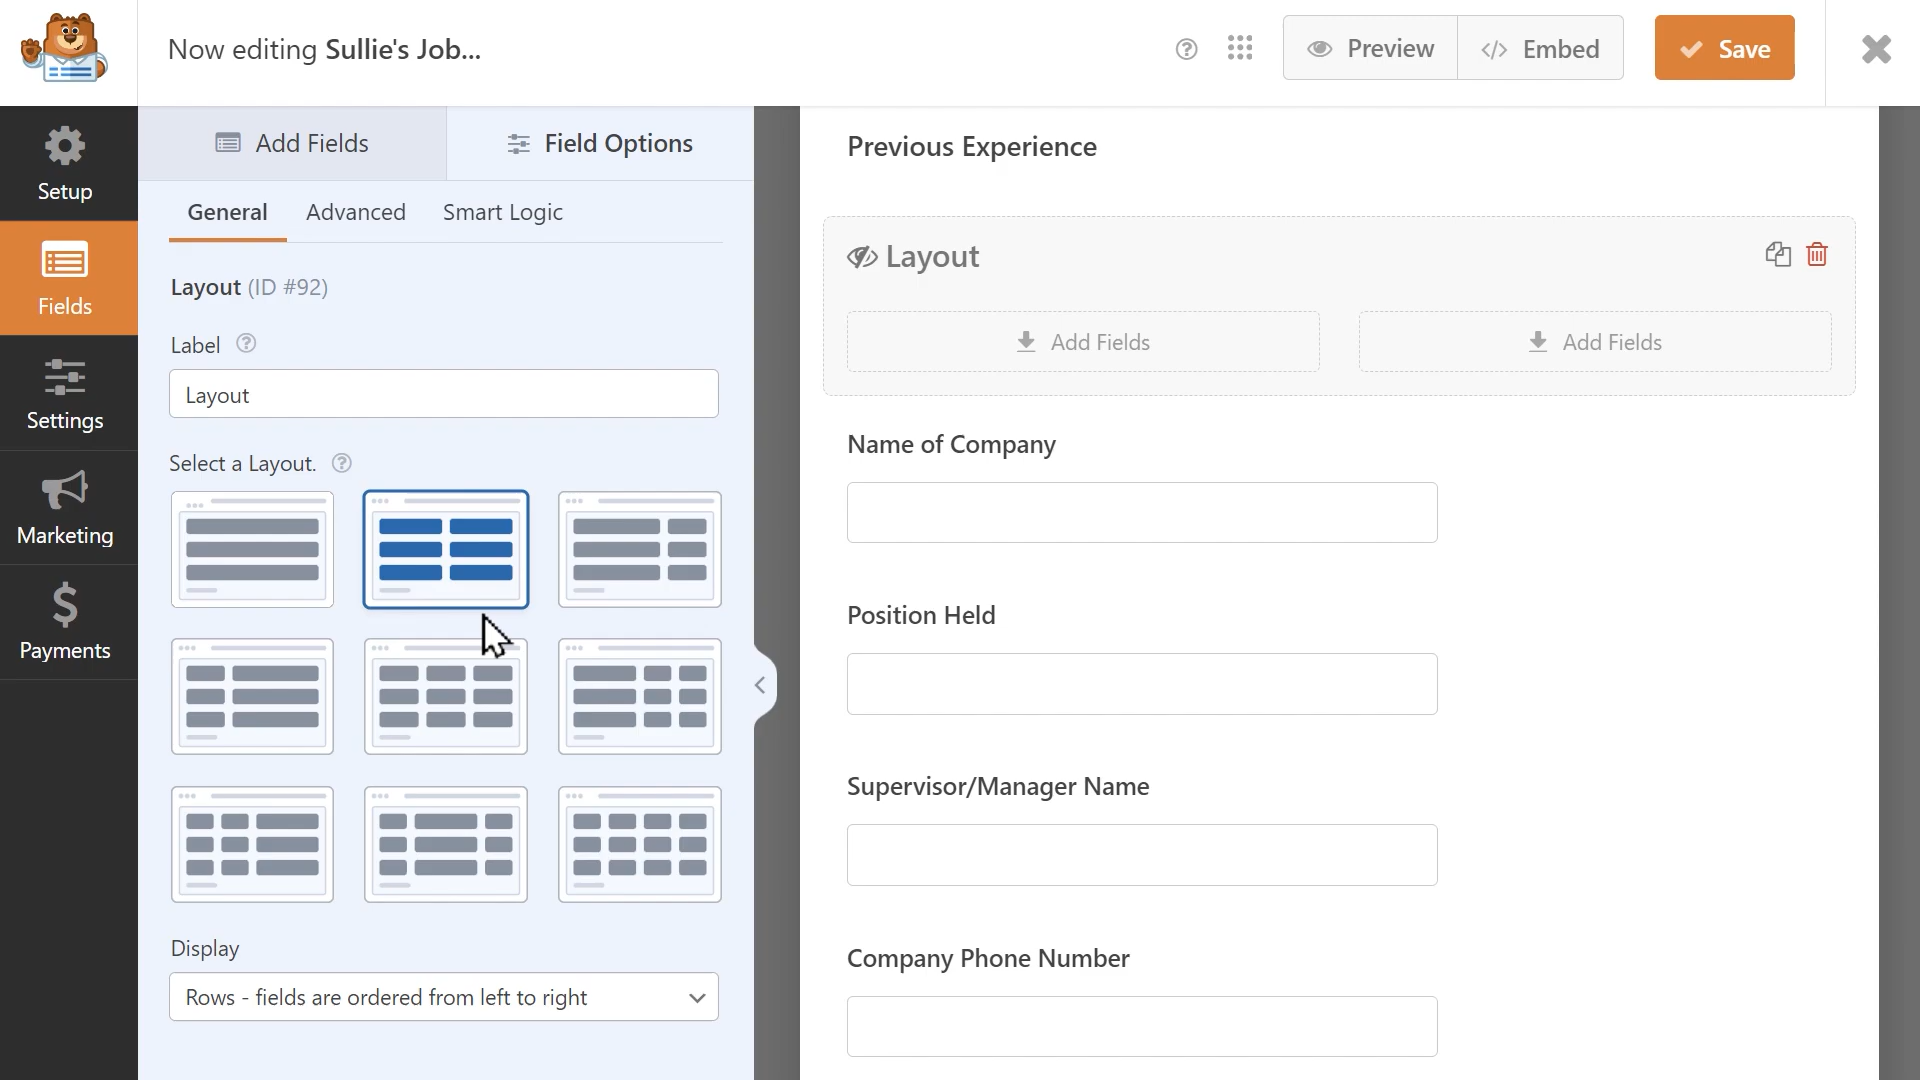 Now editing Sullie's Job...
Preview
Embed
Save
Setup
Fields
Settings
Marketing
Payments
Add Fields
Field Options
General
Advanced
Smart Logic
Layout (ID #92)
Label
Layout
Select a Layout.
Display
Rows - fields are ordered from left to right
Previous Experience
Layout
Add Fields
Add Fields
Name of Company
Position Held
Supervisor/Manager Name
Company Phone Number